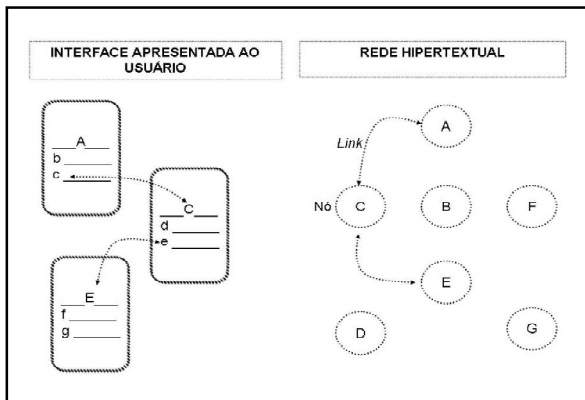 INTERFACE APRESENTADA AO
USUÁRIO
A
b
c
C
d
e
E
f
g
REDE HIPERTEXTUAL
A
Link
Nó
C
B
F
E
D
G